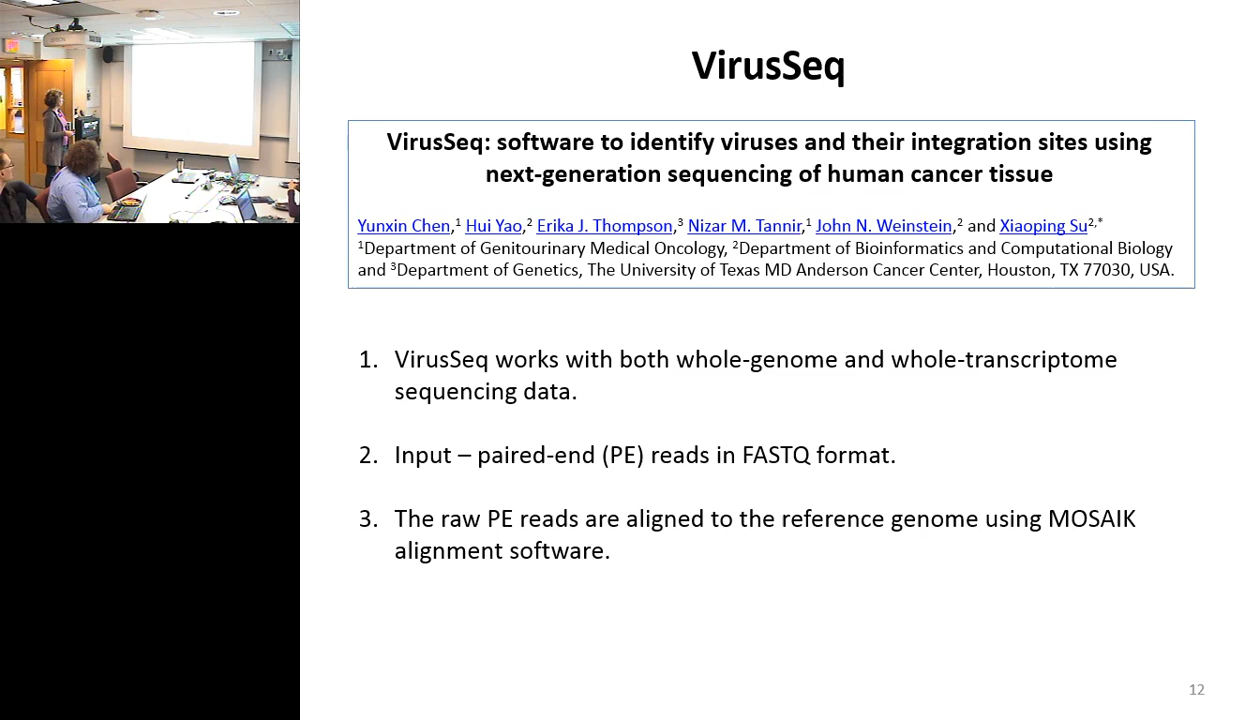 VirusSeq
VirusSeq: software to identify viruses and their integration sites using
next-generation sequencing of human cancer tissue
Yunxin Chen,¹ Hui Yao,² Erika J. Thompson,³ Nizar M. Tannir,¹ John N. Weinstein,² and Xiaoping Su²,*
¹Department of Genitourinary Medical Oncology, ²Department of Bioinformatics and Computational Biology
and ³Department of Genetics, The University of Texas MD Anderson Cancer Center, Houston, TX 77030, USA.
1. VirusSeq works with both whole-genome and whole-transcriptome
sequencing data.
2. Input – paired-end (PE) reads in FASTQ format.
3. The raw PE reads are aligned to the reference genome using MOSAIK
alignment software.
12